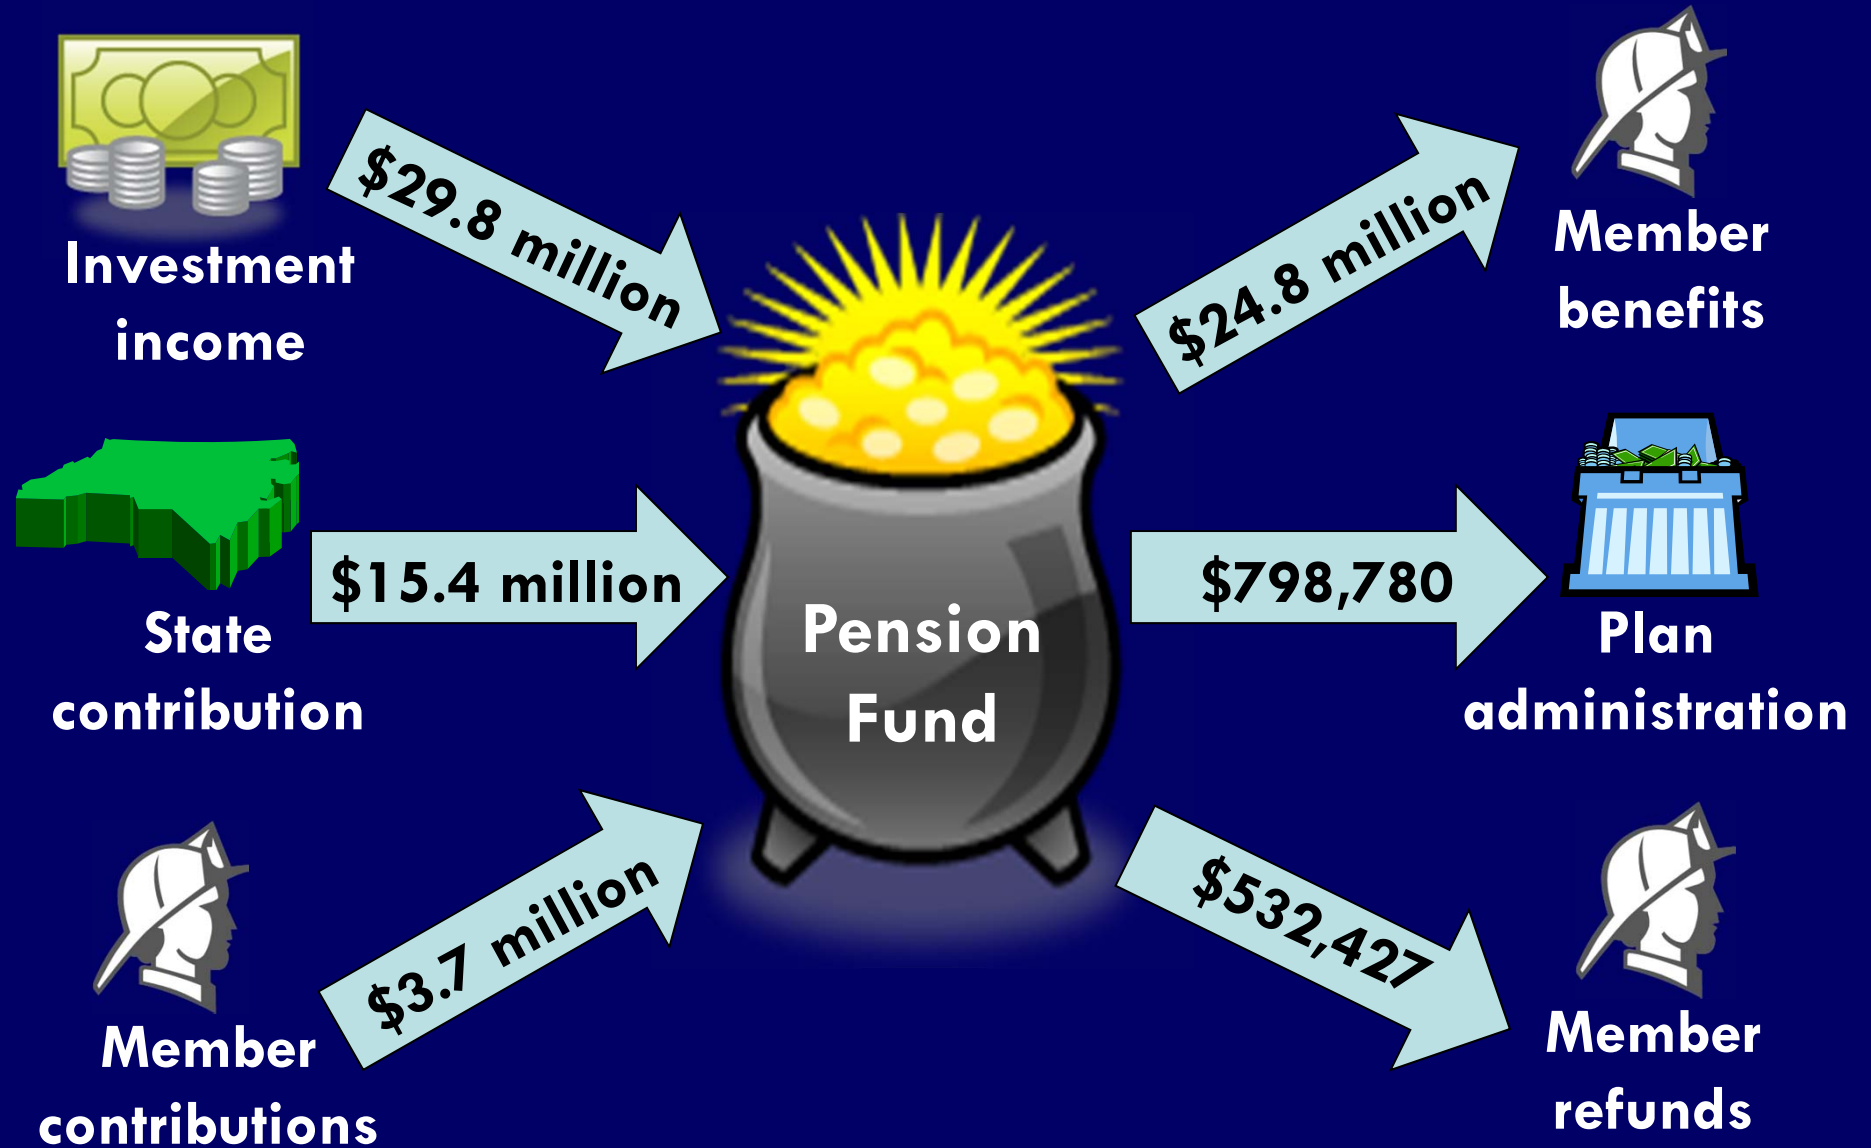 $29.8 million
Investment
income
$15.4 million
State
contribution
$3.7 million
Member
contributions
Pension
Fund
$24.8 million
Member
benefits
$798,780
Plan
administration
$532,427
Member
refunds